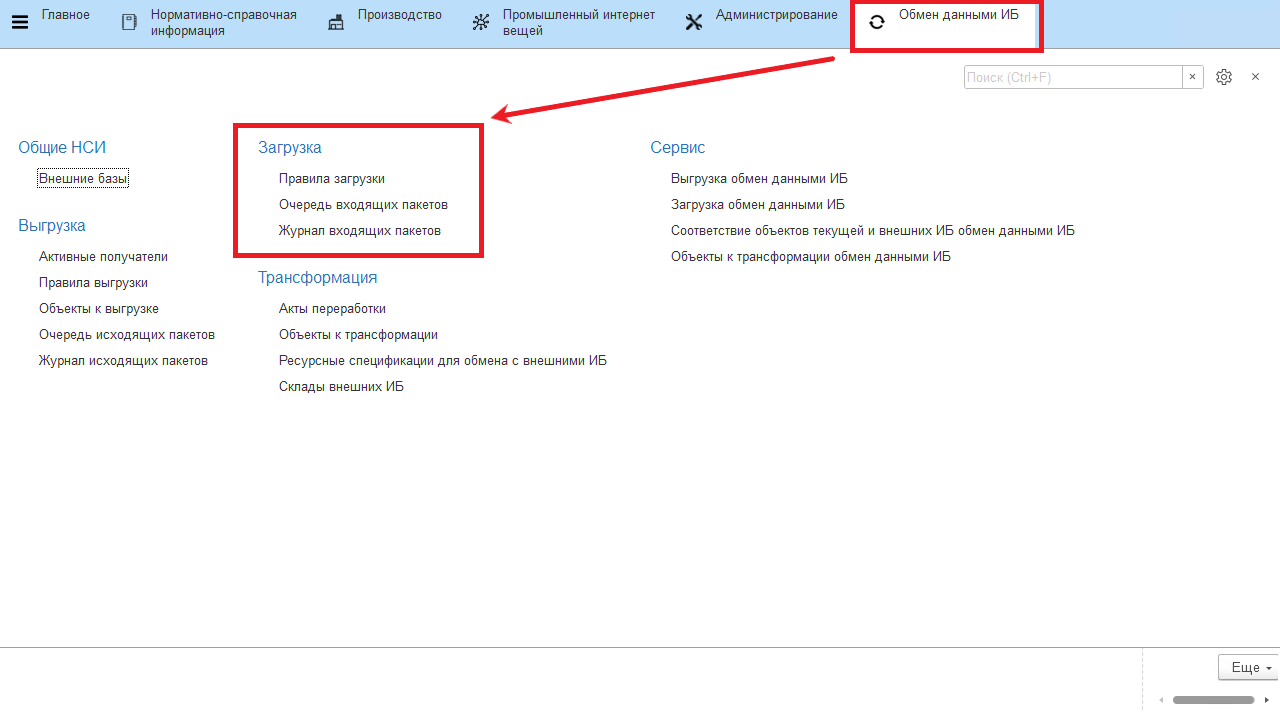 Главное
Нормативно-справочная
информация
Производство
Промышленный интернет
вещей
Администрирование
Обмен данными ИБ
Поиск (Ctrl+F)
Общие НСИ
Внешние базы
Выгрузка
Активные получатели
Правила выгрузки
Объекты к выгрузке
Очередь исходящих пакетов
Журнал исходящих пакетов
Загрузка
Правила загрузки
Очередь входящих пакетов
Журнал входящих пакетов
Трансформация
Акты переработки
Объекты к трансформации
Ресурсные спецификации для обмена с внешними ИБ
Склады внешних ИБ
Сервис
Выгрузка обмен данными ИБ
Загрузка обмен данными ИБ
Соответствие объектов текущей и внешних ИБ обмен данными ИБ
Объекты к трансформации обмен данными ИБ
Еще